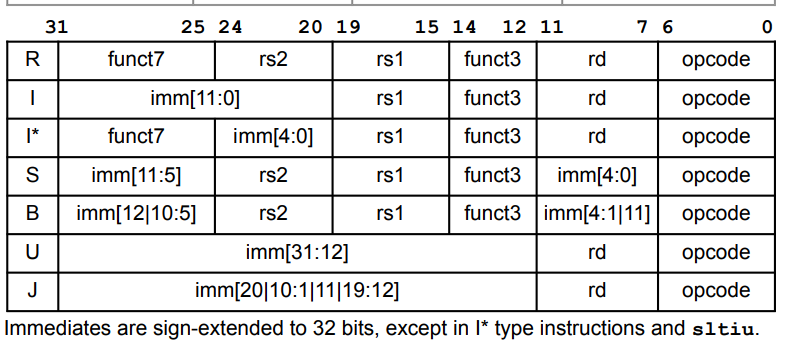 31 25 24 20 19 15 14 12 11 7 6 0
R funct7 rs2 rs1 funct3 rd opcode
I imm[11:0] rs1 funct3 rd opcode
I* funct7 imm[4:0] rs1 funct3 rd opcode
S imm[11:5] rs2 rs1 funct3 imm[4:0] opcode
B imm[12|10:5] rs2 rs1 funct3 imm[4:1|11] opcode
U imm[31:12] rd opcode
J imm[20|10:1|11|19:12] rd opcode
Immediates are sign-extended to 32 bits, except in I* type instructions and sltiu.